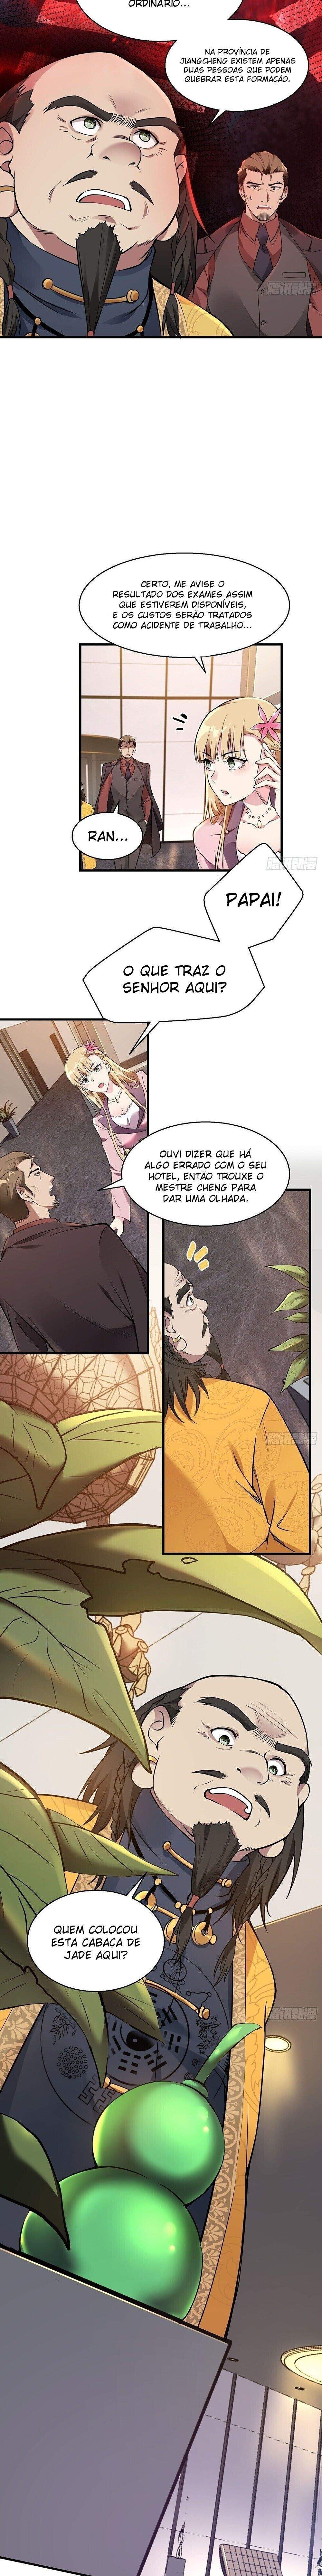 ORDINÁRIO...
NA PROVÍNCIA DE
JIANGCHENG EXISTEM APENAS
DUAS PESSOAS QUE PODEM
QUEBRAR ESTA FORMAÇÃO.
CERTO, ME AVISE O
RESULTADO DOS EXAMES ASSIM
QUE ESTIVEREM DISPONÍVEIS,
E OS CUSTOS SERÃO TRATADOS
COMO ACIDENTE DE TRABALHO...
RAN...
PAPAI!
O QUE TRAZ O
SENHOR AQUI?
OUVI DIZER QUE HÁ
ALGO ERRADO COM O SEU
HOTEL, ENTÃO TROUXE O
MESTRE CHENG PARA
DAR UMA OLHADA.
QUEM COLOCOU
ESTA CABAÇA DE
JADE AQUI?